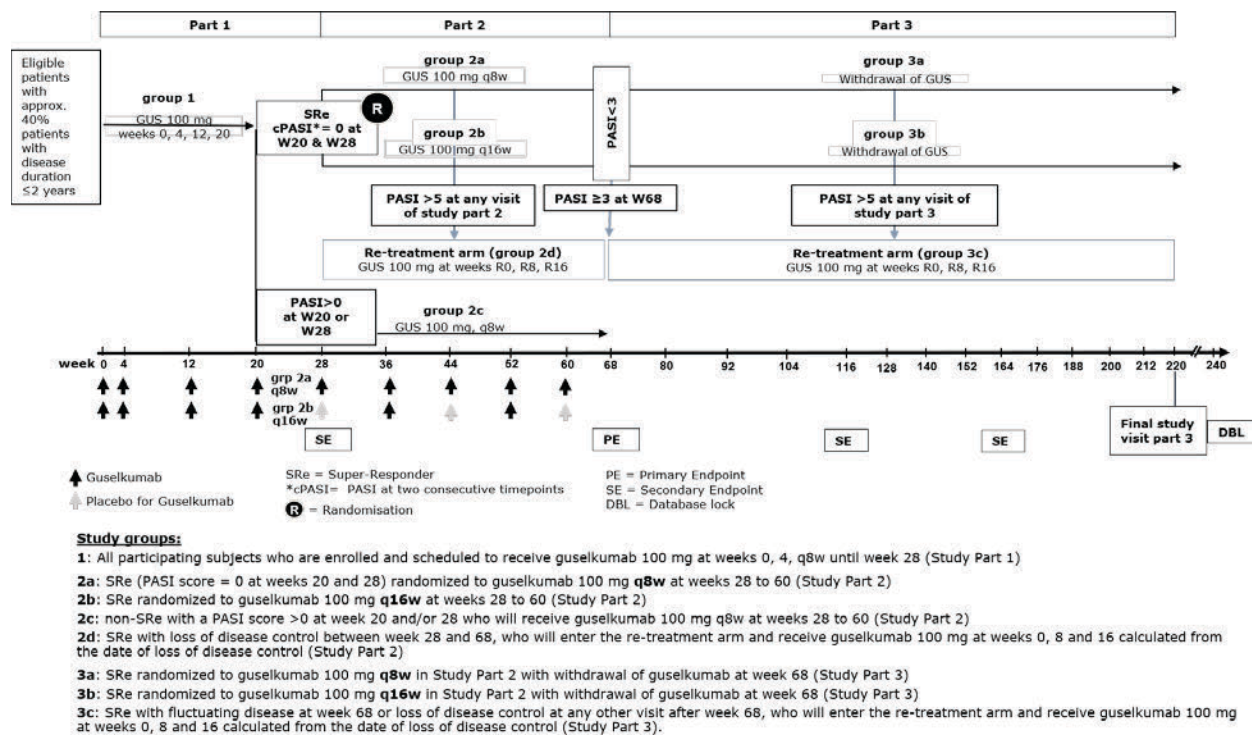 Part 1
Part 2
Part 3
Eligible
patients
with
approx.
40%
patients
with
disease
duration
≤2 years
group 1
GUS 100 mg
weeks 0, 4, 12, 20
SRe
cPASI*= 0 at
W20 & W28
R
group 2a
GUS 100 mg q8w
group 2b
GUS 100 mg q16w
PASI<3
group 3a
Withdrawal of GUS
group 3b
Withdrawal of GUS
PASI >5 at any visit
of study part 2
PASI ≥3 at W68
PASI >5 at any visit of
study part 3
Re-treatment arm (group 2d)
GUS 100 mg at weeks R0, R8, R16
Re-treatment arm (group 3c)
GUS 100 mg at weeks R0, R8, R16
PASI>0
at W20 or
W28
group 2c
GUS 100 mg, q8w
week 0 4 12 20 28 36 44 52 60 68 80 92 104 116 128 140 152 164 176 188 200 212 220 240
grp 2a
q8w
grp 2b
q16w
SE
PE
SE
SE
Final study
visit part 3
DBL
Guselkumab
Placebo for Guselkumab
SRe = Super-Responder
*cPASI= PASI at two consecutive timepoints
R = Randomisation
PE = Primary Endpoint
SE = Secondary Endpoint
DBL = Database lock
Study groups:
1: All participating subjects who are enrolled and scheduled to receive guselkumab 100 mg at weeks 0, 4, q8w until week 28 (Study Part 1)
2a: SRe (PASI score = 0 at weeks 20 and 28) randomized to guselkumab 100 mg q8w at weeks 28 to 60 (Study Part 2)
2b: SRe randomized to guselkumab 100 mg q16w at weeks 28 to 60 (Study Part 2)
2c: non-SRe with a PASI score >0 at week 20 and/or 28 who will receive guselkumab 100 mg q8w at weeks 28 to 60 (Study Part 2)
2d: SRe with loss of disease control between week 28 and 68, who will enter the re-treatment arm and receive guselkumab 100 mg at weeks 0, 8 and 16 calculated from
the date of loss of disease control (Study Part 2)
3a: SRe randomized to guselkumab 100 mg q8w in Study Part 2 with withdrawal of guselkumab at week 68 (Study Part 3)
3b: SRe randomized to guselkumab 100 mg q16w in Study Part 2 with withdrawal of guselkumab at week 68 (Study Part 3)
3c: SRe with fluctuating disease at week 68 or loss of disease control at any other visit after week 68, who will enter the re-treatment arm and receive guselkumab 100 mg
at weeks 0, 8 and 16 calculated from the date of loss of disease control (Study Part 3).